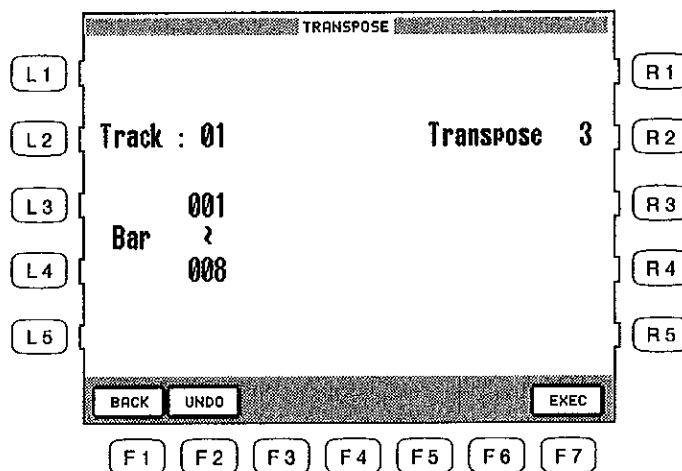 TRANSPOSE
L1 R1
L2 Track : 01 Transpose 3 R2
L3 001 R3
Bar ~
L4 008 R4
L5 R5
BACK UNDO EXEC
F1 F2 F3 F4 F5 F6 F7